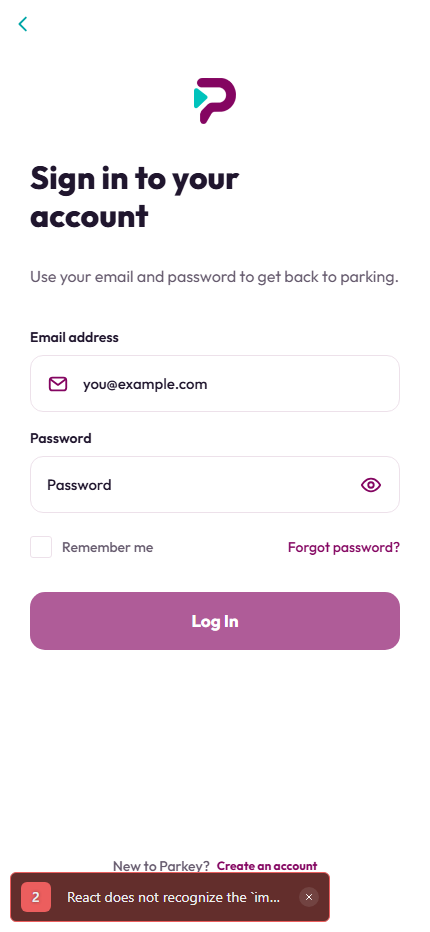 Sign in to your
account
Use your email and password to get back to parking.
Email address
you@example.com
Password
Password
Remember me
Forgot password?
Log In
New to Parkey? Create an account
2
React does not recognize the `im...